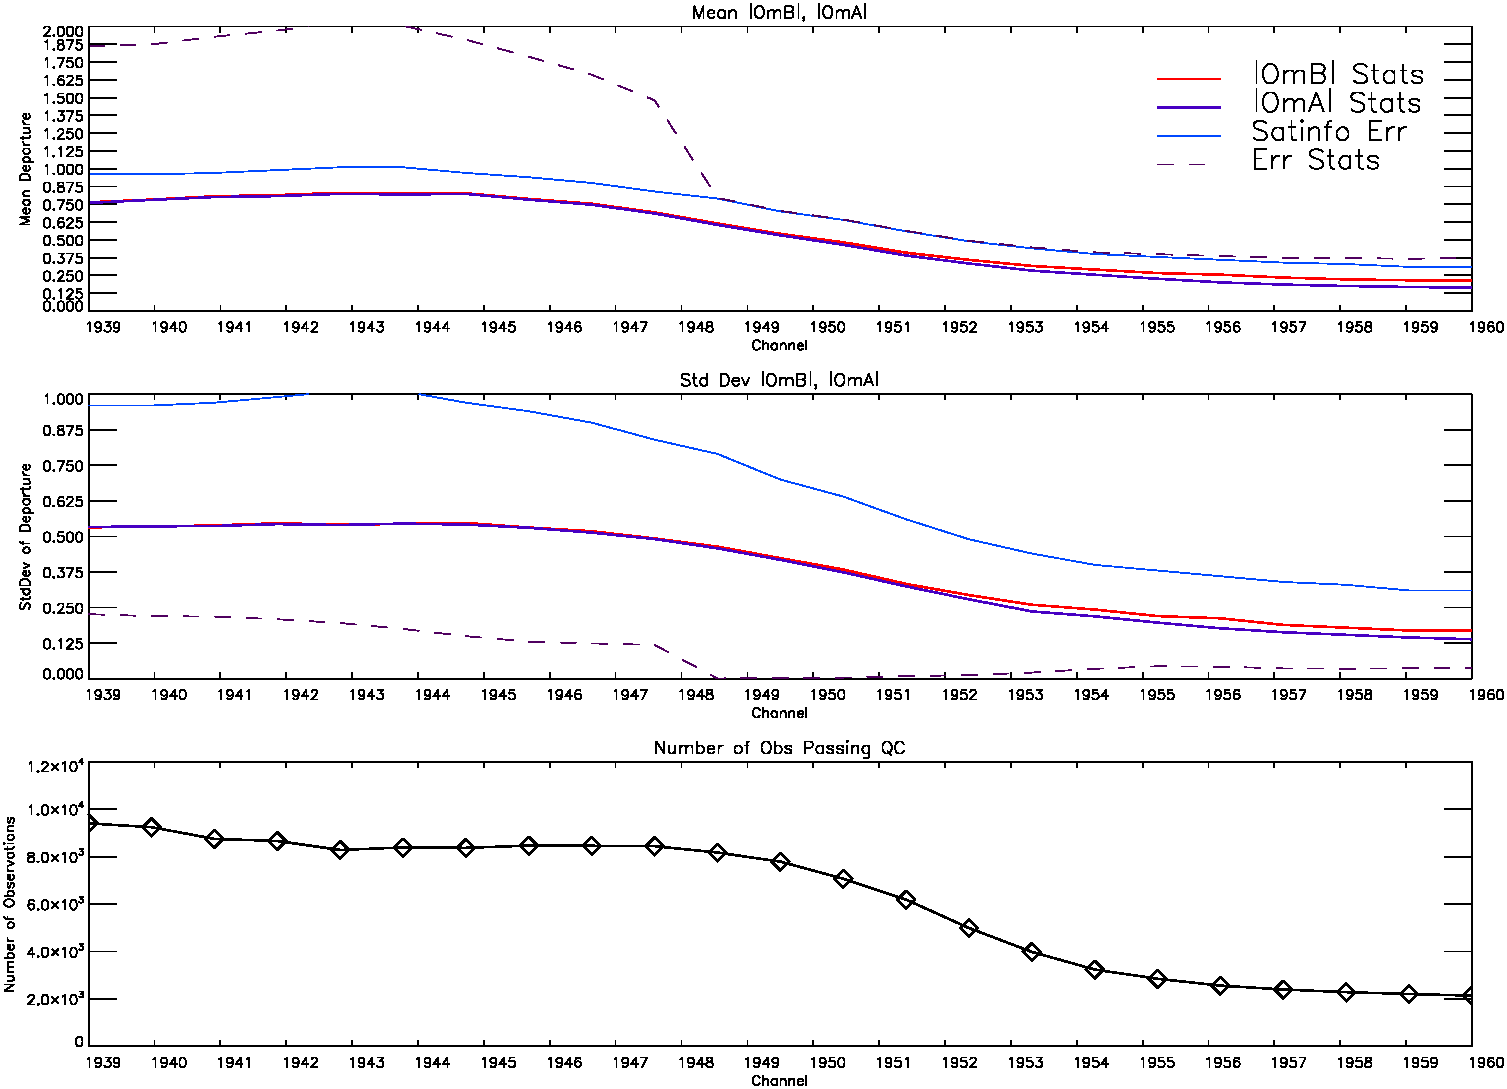 Mean |OmB|, |OmA|
2.000
1.875
1.750
1.625
1.500
1.375
1.250
1.125
1.000
0.875
0.750
0.625
0.500
0.375
0.250
0.125
0.000
Mean Departure
|OmB| Stats
|OmA| Stats
Satinfo Err
Err Stats
1939 1940 1941 1942 1943 1944 1945 1946 1947 1948 1949 1950 1951 1952 1953 1954 1955 1956 1957 1958 1959 1960
Channel
Std Dev |OmB|, |OmA|
1.000
0.875
0.750
0.625
0.500
0.375
0.250
0.125
0.000
StdDev of Departure
1939 1940 1941 1942 1943 1944 1945 1946 1947 1948 1949 1950 1951 1952 1953 1954 1955 1956 1957 1958 1959 1960
Channel
Number of Obs Passing QC
1.2×10⁴
1.0×10⁴
8.0×10³
6.0×10³
4.0×10³
2.0×10³
0
Number of Observations
1939 1940 1941 1942 1943 1944 1945 1946 1947 1948 1949 1950 1951 1952 1953 1954 1955 1956 1957 1958 1959 1960
Channel